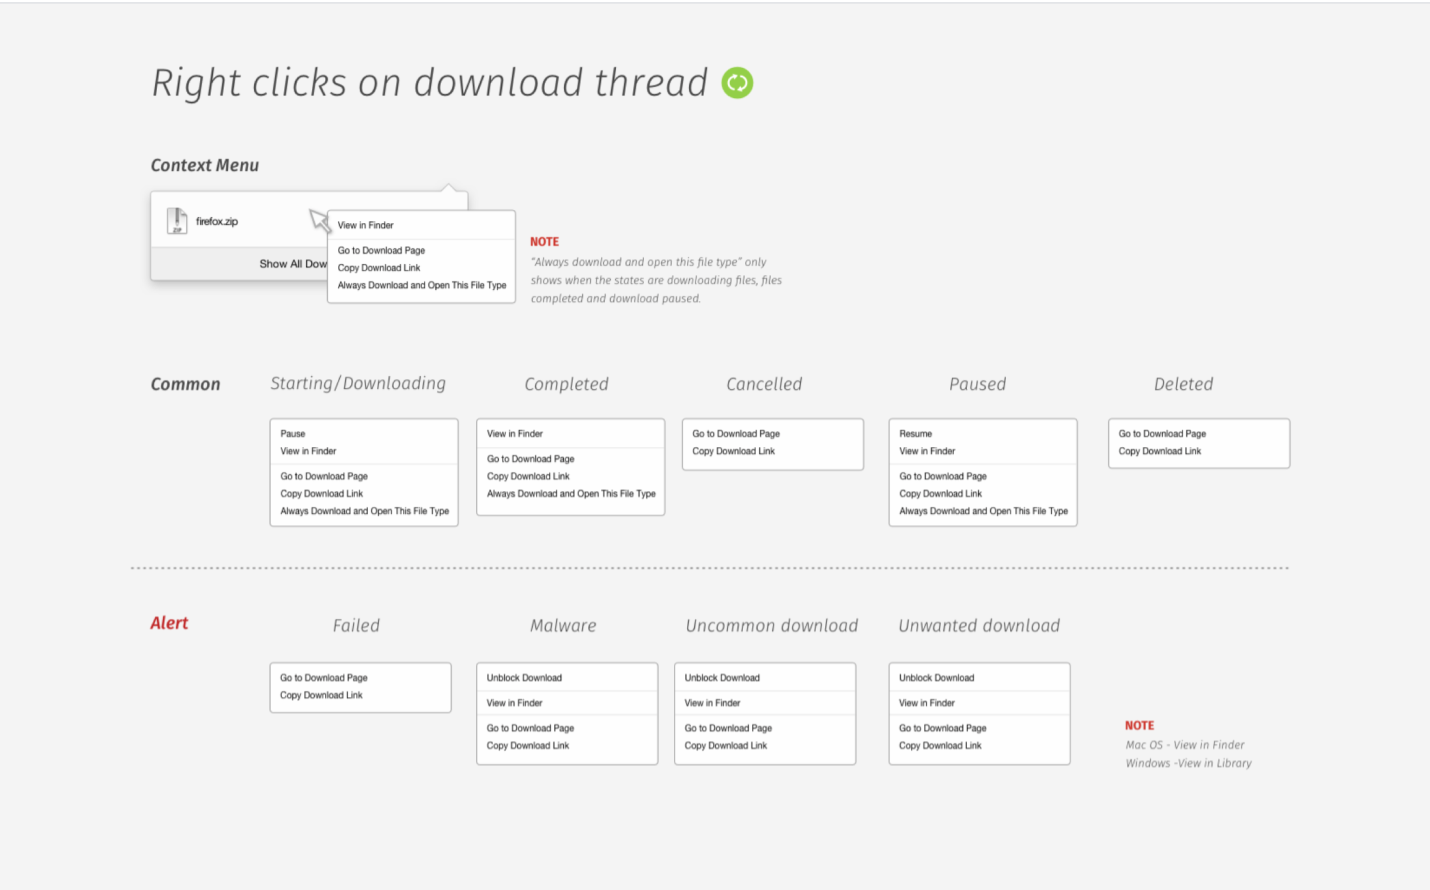 Right clicks on download thread
Context Menu
ZIP
firefox.zip
Show All Dow
View in Finder
Go to Download Page
Copy Download Link
Always Download and Open This File Type
NOTE
“Always download and open this file type” only
shows when the states are downloading files, files
completed and download paused.
Common
Starting/Downloading
Pause
View in Finder
Go to Download Page
Copy Download Link
Always Download and Open This File Type
Completed
View in Finder
Go to Download Page
Copy Download Link
Always Download and Open This File Type
Cancelled
Go to Download Page
Copy Download Link
Paused
Resume
View in Finder
Go to Download Page
Copy Download Link
Always Download and Open This File Type
Deleted
Go to Download Page
Copy Download Link
Alert
Failed
Go to Download Page
Copy Download Link
Malware
Unblock Download
View in Finder
Go to Download Page
Copy Download Link
Uncommon download
Unblock Download
View in Finder
Go to Download Page
Copy Download Link
Unwanted download
Unblock Download
View in Finder
Go to Download Page
Copy Download Link
NOTE
Mac OS - View in Finder
Windows -View in Library